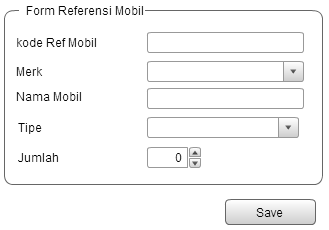 Form Referensi Mobil
kode Ref Mobil
Merk
Nama Mobil
Tipe
Jumlah 0
Save